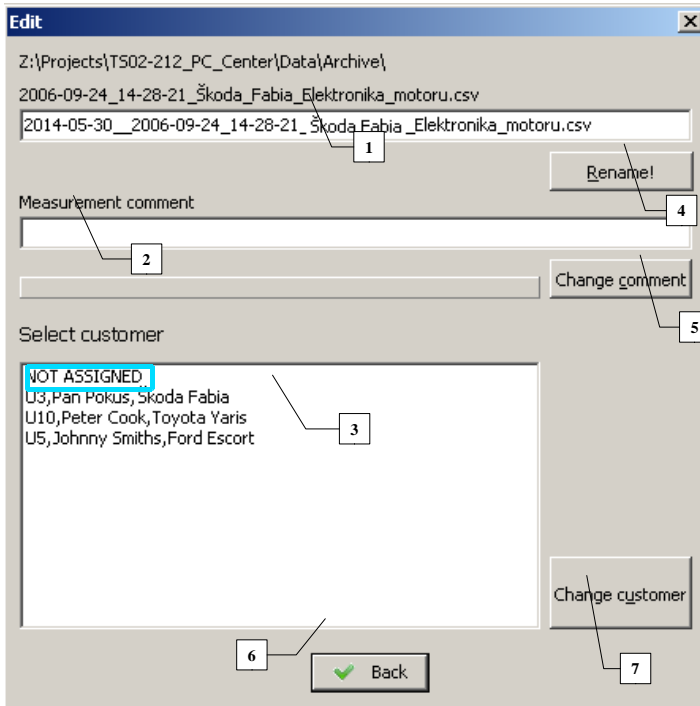 Edit
Z:\Projects\TS02-212_PC_Center\Data\Archive\
2006-09-24_14-28-21_Škoda_Fabia_Elektronika_motoru.csv
2014-05-30__2006-09-24_14-28-21_ Škoda Fabia _Elektronika_motoru.csv
1
Rename!
4
Measurement comment
2
Change comment
5
Select customer
NOT ASSIGNED
U3,Pan Pokus,Škoda Fabia
U10,Peter Cook,Toyota Yaris
3
U5,Johnny Smiths,Ford Escort
Change customer
6
Back
7